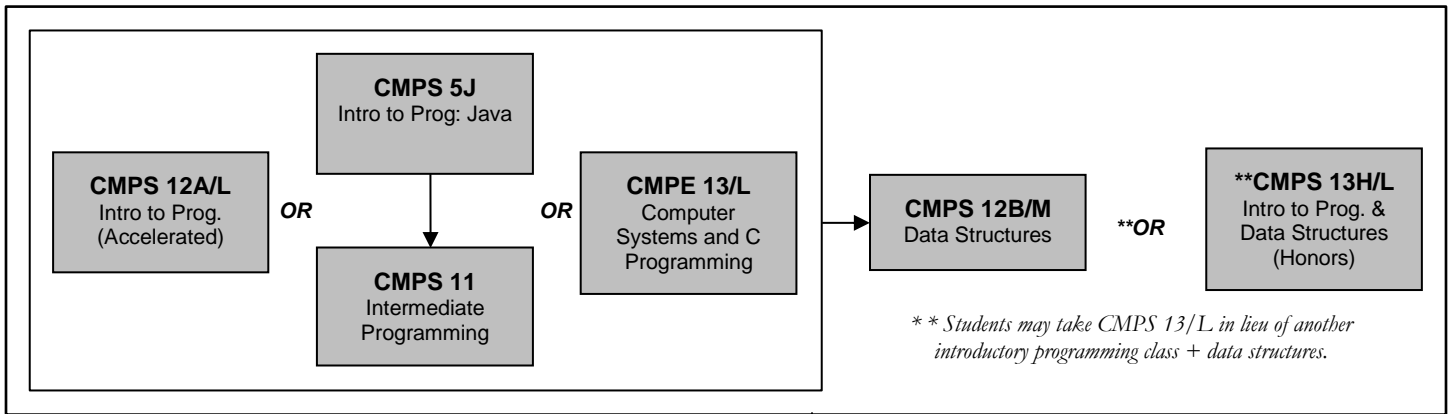 CMPS 5J
Intro to Prog: Java
CMPS 12A/L
Intro to Prog.
(Accelerated)
OR
CMPS 11
Intermediate
Programming
OR
CMPE 13/L
Computer
Systems and C
Programming
CMPS 12B/M
Data Structures
**OR
**CMPS 13H/L
Intro to Prog. &
Data Structures
(Honors)
* * Students may take CMPS 13/L in lieu of another
introductory programming class + data structures.